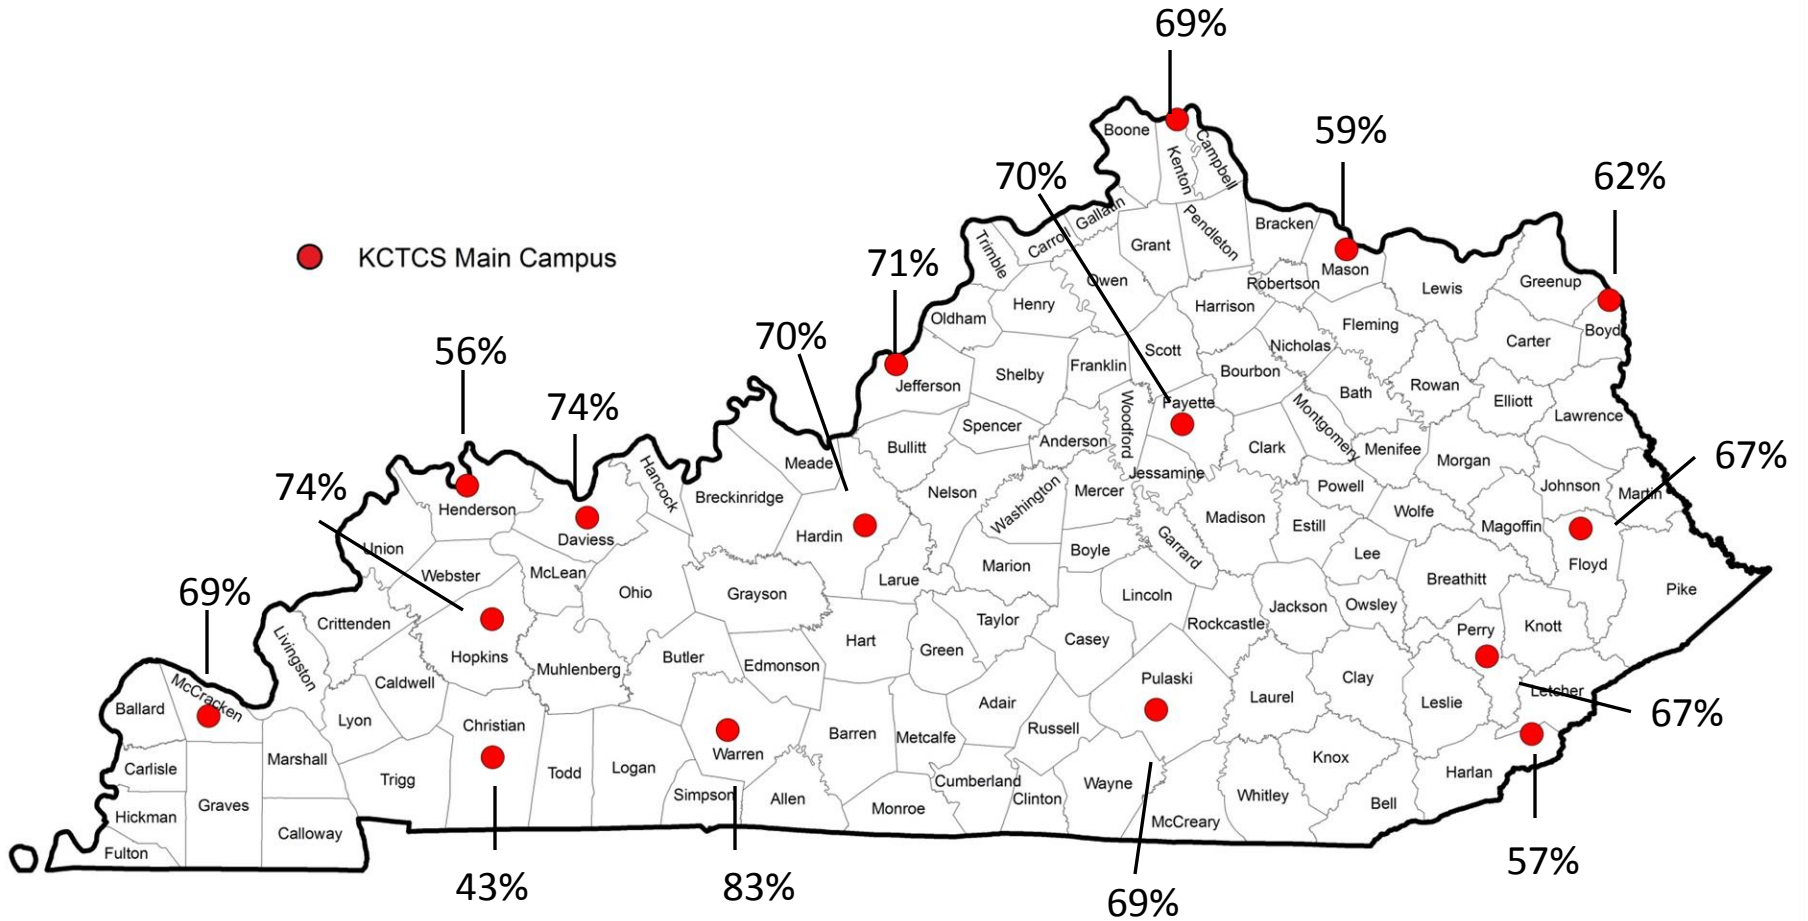 69%
59%
62%
70%
71%
70%
56%
74%
74%
69%
67%
67%
57%
69%
83%
43%
KCTCS Main Campus
Boone
Kenton
Campbell
Gallatin
Carroll
Trimble
Grant
Pendleton
Bracken
Mason
Robertson
Lewis
Greenup
Boyd
Carter
Owen
Henry
Oldham
Harrison
Fleming
Nicholas
Scott
Franklin
Shelby
Jefferson
Bourbon
Bath
Rowan
Elliott
Lawrence
Fayette
Woodford
Anderson
Spencer
Bullitt
Meade
Hancock
Breckinridge
Montgomery
Clark
Menifee
Morgan
Johnson
Martin
Jessamine
Mercer
Washington
Nelson
Hardin
Powell
Wolfe
Magoffin
Floyd
Pike
Madison
Estill
Lee
Breathitt
Garrard
Boyle
Marion
Larue
Henderson
Daviess
Union
Webster
McLean
Ohio
Grayson
Lincoln
Jackson
Owsley
Perry
Knott
Rockcastle
Taylor
Casey
Green
Hart
Crittenden
Livingston
Hopkins
Muhlenberg
Butler
Edmonson
Caldwell
Pulaski
Laurel
Clay
Leslie
Letcher
Ballard
McCracken
Lyon
Christian
Adair
Russell
Barren
Metcalfe
Warren
Carlisle
Marshall
Trigg
Todd
Logan
Simpson
Allen
Monroe
Cumberland
Clinton
Wayne
McCreary
Whitley
Knox
Bell
Harlan
Hickman
Graves
Calloway
Fulton